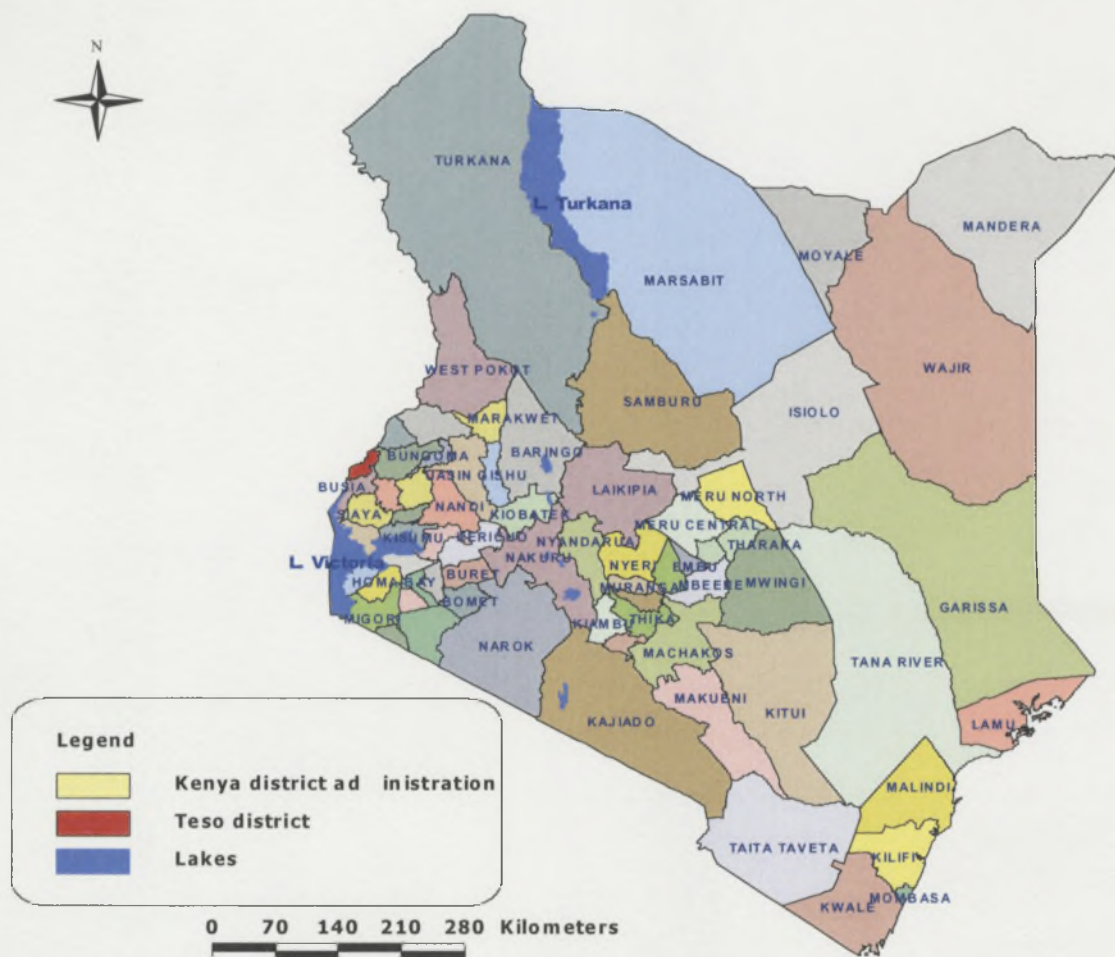 N
TURKANA
L. Turkana
MANDERA
MOYALE
MARSABIT
WAJIR
WEST POKOT
SAMBURU
ISIOLO
MARAKWET
BUNGOMA
BARINGO
UASIN GISHU
BUSIA
LAIKIPIA
MERU NORTH
SIAYA
NANDI
KIOBATEK
MERU CENTRAL
KISUMU
KERICHO
NYANDARUA
THARAKA
L. Victoria
NAKURU
NYERI
EMBU
HOMA BAY
BURET
MURANGA
MBEERE
MWINGI
BOMET
GARISSA
MIGORI
KIAMBU
THIKA
NAROK
MACHAKOS
TANA RIVER
MAKUENI
KITUI
KAJIADO
LAMU
MALINDI
TAITA TAVETA
KILIFI
MOMBASA
KWALE
Legend
Kenya district ad inistration
Teso district
Lakes
0 70 140 210 280 Kilometers